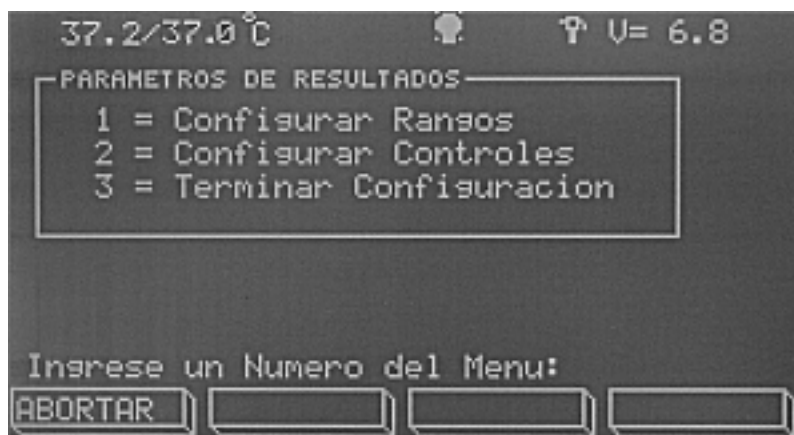 37.2/37.0°C V= 6.8
PARAMETROS DE RESULTADOS
1 = Configurar Rangos
2 = Configurar Controles
3 = Terminar Configuracion
Ingrese un Numero del Menu:
ABORTAR